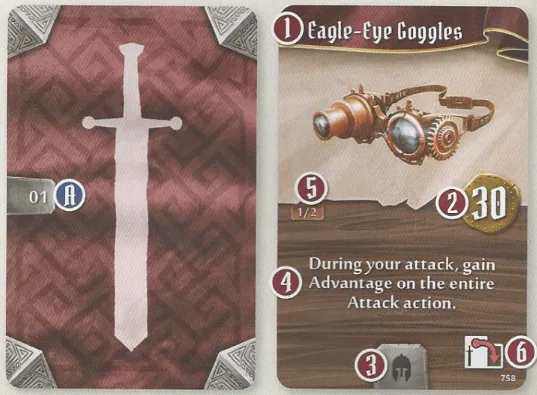 01 A
1 Eagle-Eye Goggles
5
1/2
2 30
4
During your attack, gain
Advantage on the entire
Attack action.
3
6
758